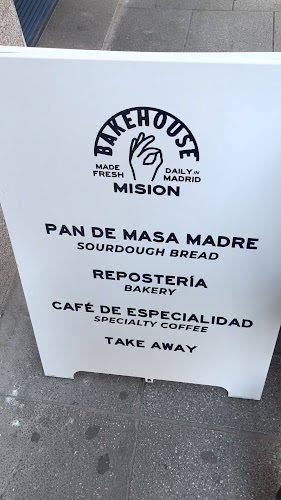 BAKEHOUSE
MADE FRESH
DAILY IN MADRID
MISION
PAN DE MASA MADRE
SOURDOUGH BREAD
REPOSTERÍA
BAKERY
CAFÉ DE ESPECIALIDAD
SPECIALTY COFFEE
TAKE AWAY